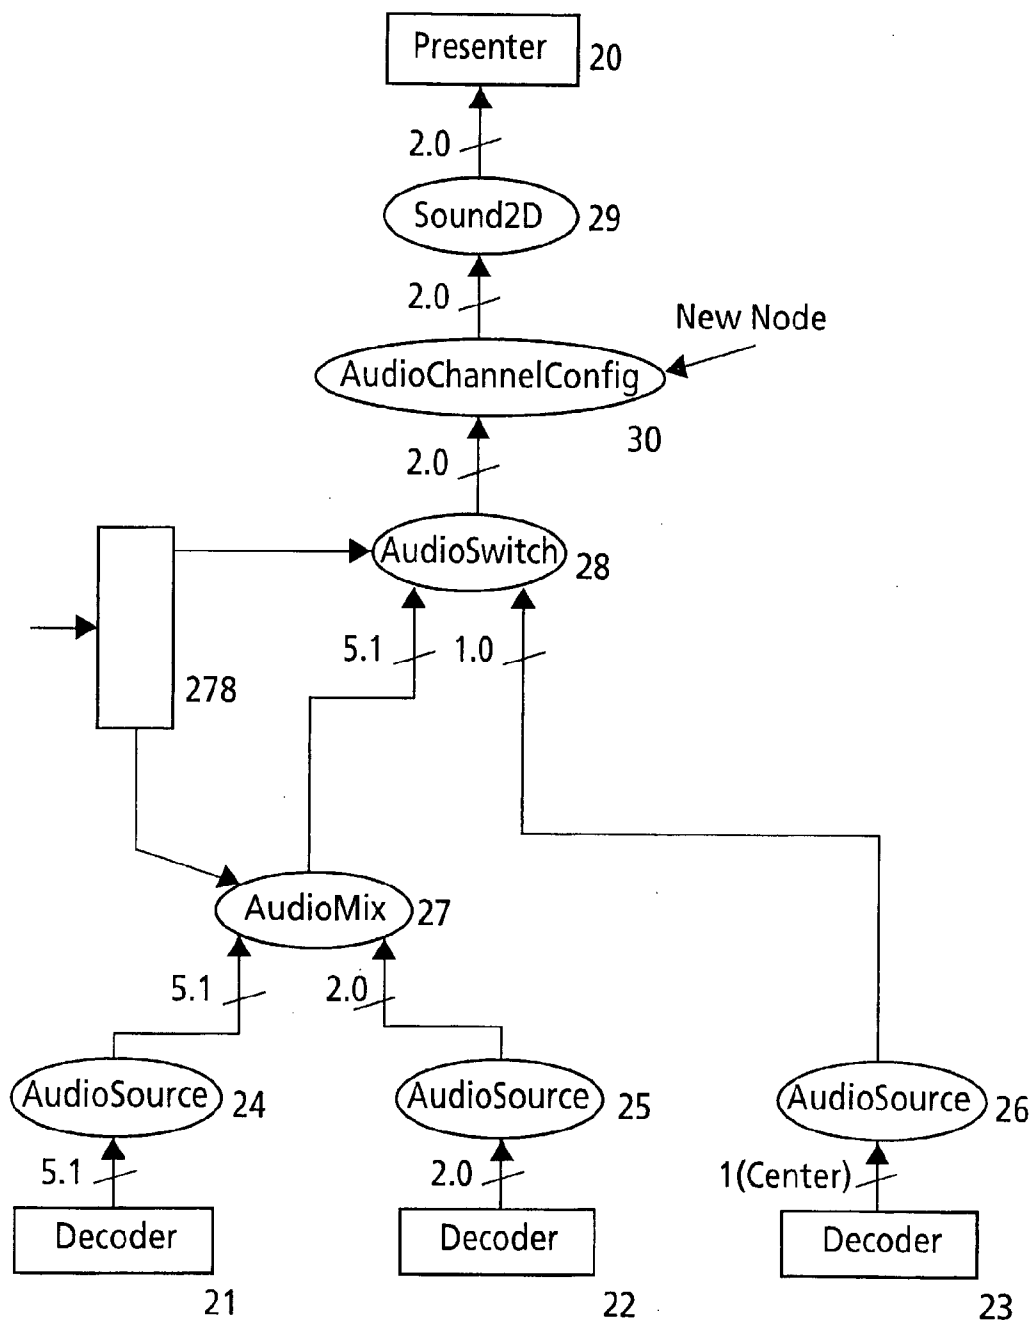 Presenter
20
2.0
Sound2D
29
2.0
New Node
AudioChannelConfig
30
2.0
AudioSwitch
28
5.1
1.0
278
AudioMix
27
5.1
2.0
AudioSource
24
AudioSource
25
AudioSource
26
5.1
2.0
1(Center)
Decoder
Decoder
Decoder
21
22
23